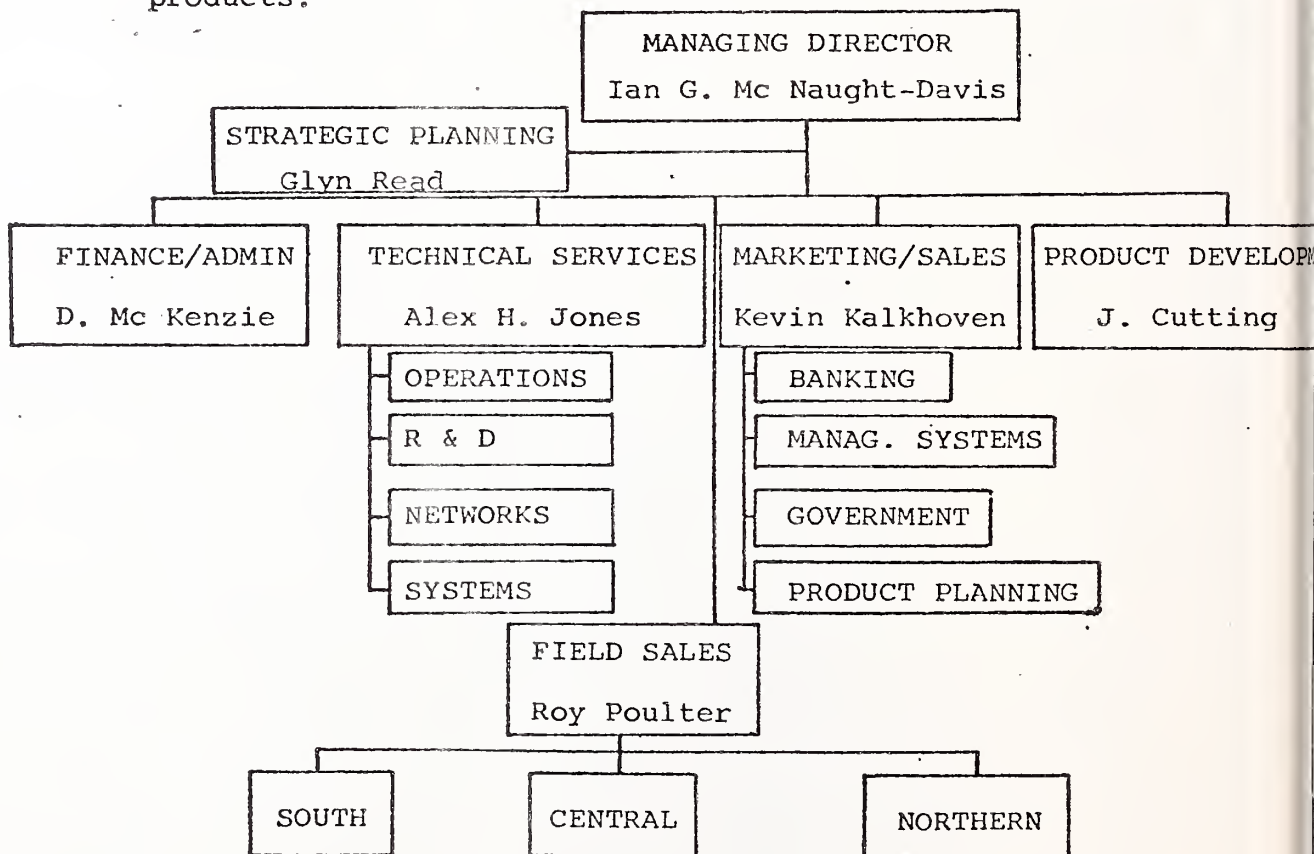 products.
MANAGING DIRECTOR
Ian G. Mc Naught-Davis
STRATEGIC PLANNING
Glyn Read
FINANCE/ADMIN
D. Mc Kenzie
TECHNICAL SERVICES
Alex H. Jones
OPERATIONS
R & D
NETWORKS
SYSTEMS
MARKETING/SALES
Kevin Kalkhoven
BANKING
MANAG. SYSTEMS
GOVERNMENT
PRODUCT PLANNING
PRODUCT DEVELOPM
J. Cutting
FIELD SALES
Roy Poulter
SOUTH
CENTRAL
NORTHERN